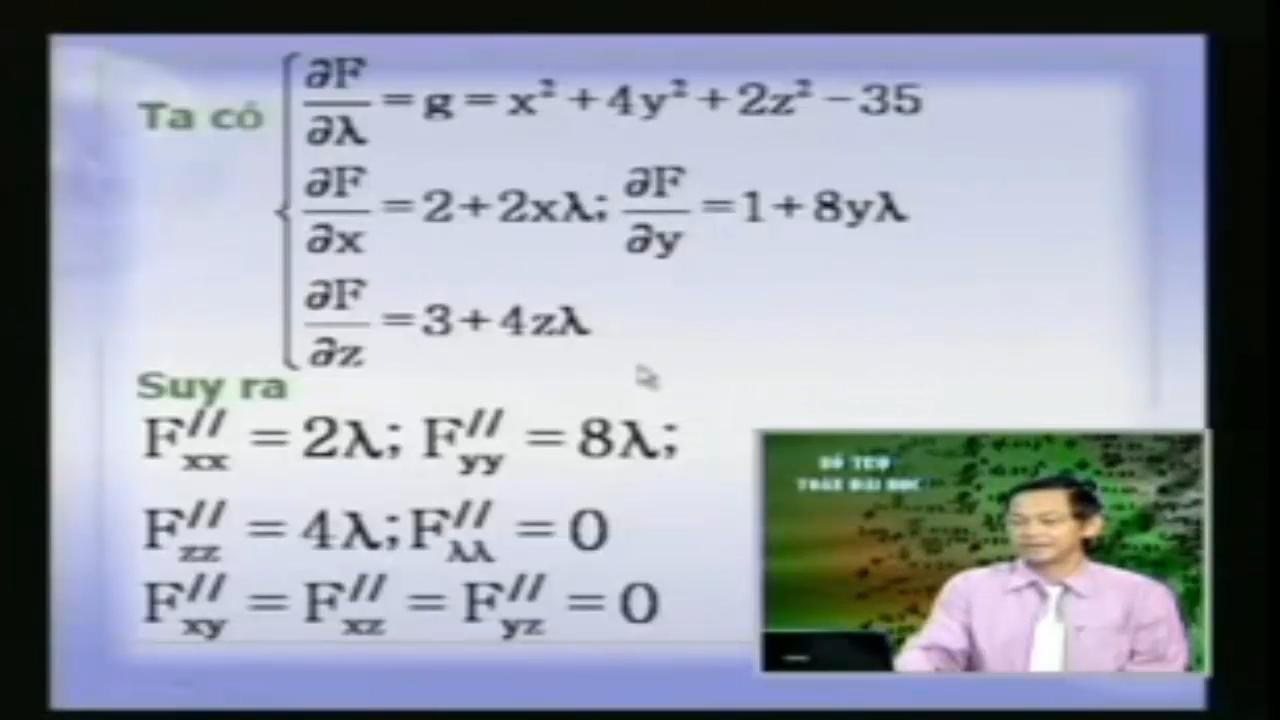 Ta có
∂F/∂λ = g = x² + 4y² + 2z² − 35
∂F/∂x = 2 + 2xλ; ∂F/∂y = 1 + 8yλ
∂F/∂z = 3 + 4zλ
Suy ra
F″xx = 2λ; F″yy = 8λ;
F″zz = 4λ; F″λλ = 0
F″xy = F″xz = F″yz = 0